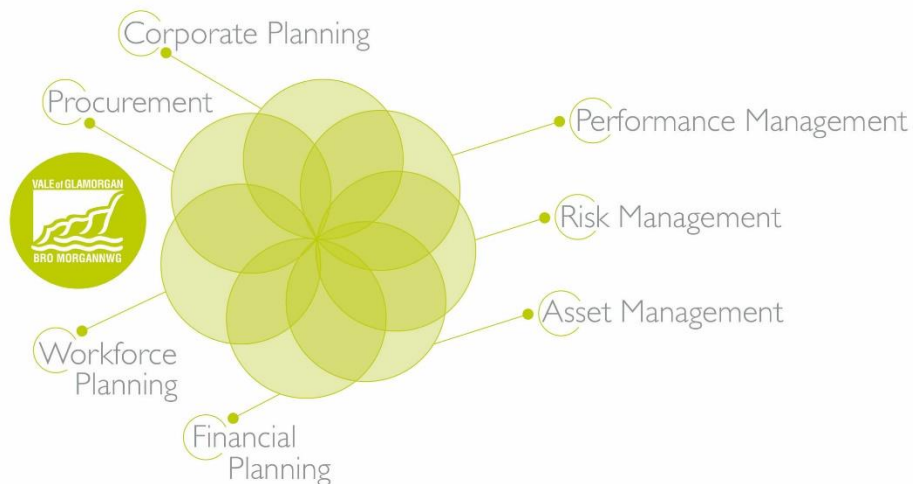 Corporate Planning
Procurement
Performance Management
VALE of GLAMORGAN
BRO MORGANNWG
Risk Management
Asset Management
Workforce
Planning
Financial
Planning